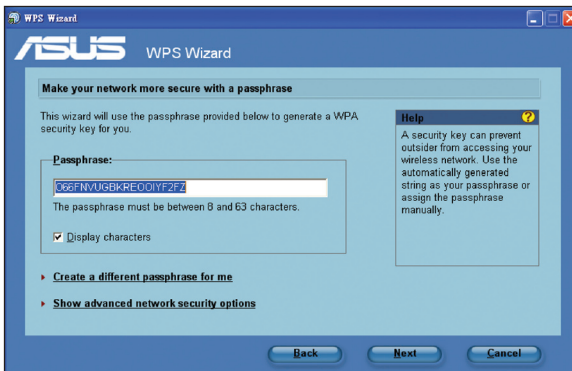 WPS Wizard
ASUS WPS Wizard
Make your network more secure with a passphrase
This wizard will use the passphrase provided below to generate a WPA
security key for you.
Passphrase:
O66FNVUGBKREOOIYF2FZ
The passphrase must be between 8 and 63 characters.
Display characters
Create a different passphrase for me
Show advanced network security options
Help
A security key can prevent
outsider from accessing your
wireless network. Use the
automatically generated
string as your passphrase or
assign the passphrase
manually.
Back Next Cancel